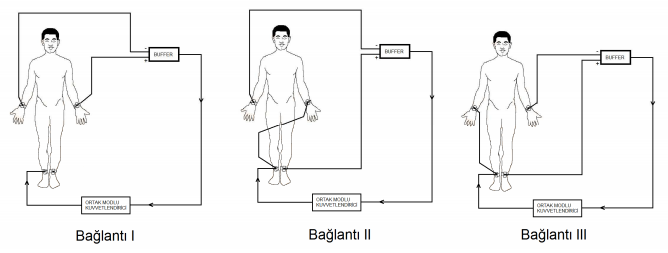 -
BUFFER
+
ORTAK MODLU
KUVVETLENDİRİCİ
Bağlantı I
-
BUFFER
+
ORTAK MODLU
KUVVETLENDİRİCİ
Bağlantı II
-
BUFFER
+
ORTAK MODLU
KUVVETLENDİRİCİ
Bağlantı III